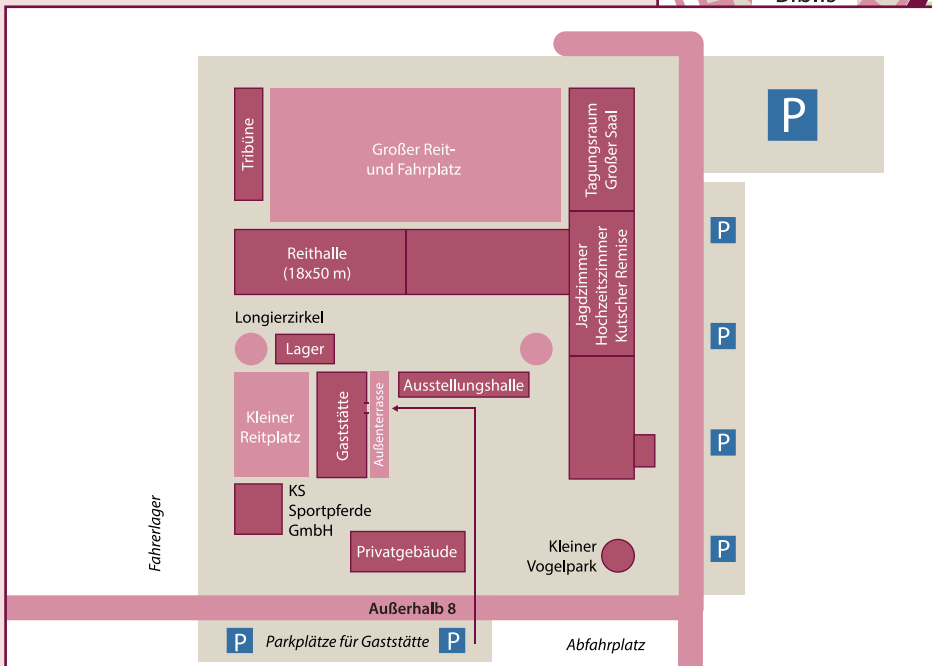 P
Tribüne
Großer Reit-
und Fahrplatz
Tagungsraum
Großer Saal
P
Reithalle
(18x50 m)
Jagdzimmer
Hochzeitszimmer
Kutscher Remise
P
Longierzirkel
Lager
Kleiner
Reitplatz
Gaststätte
Außenterrasse
Ausstellungshalle
P
KS
Sportpferde
GmbH
Fahrerlager
Privatgebäude
Kleiner
Vogelpark
P
Außerhalb 8
P
Parkplätze für Gaststätte
P
Abfahrplatz